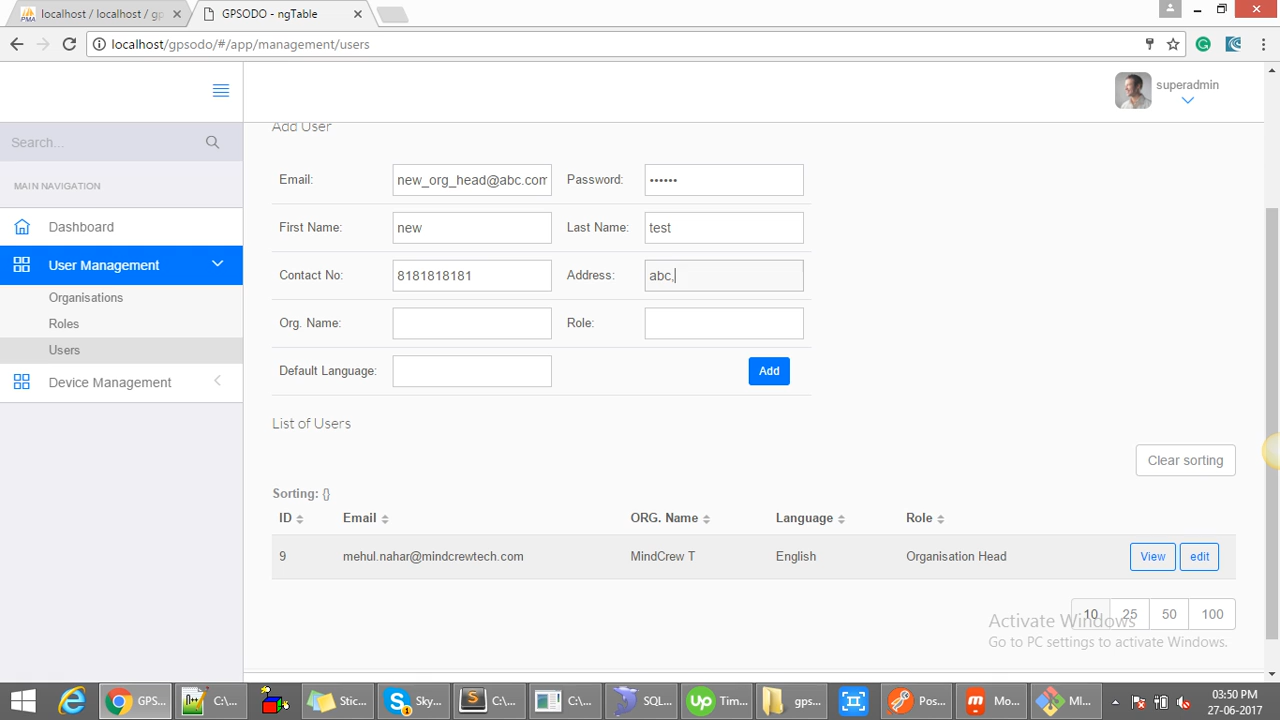 localhost / localhost / gp
GPSODO - ngTable
localhost/gpsodo/#/app/management/users
superadmin
Search...
MAIN NAVIGATION
Dashboard
User Management
Organisations
Roles
Users
Device Management
Add User
Email: new_org_head@abc.com Password: ••••••
First Name: new Last Name: test
Contact No: 8181818181 Address: abc,
Org. Name: Role:
Default Language: Add
List of Users
Clear sorting
Sorting: {}
ID Email ORG. Name Language Role
9 mehul.nahar@mindcrewtech.com MindCrew T English Organisation Head View edit
10 25 50 100
Activate Windows
Go to PC settings to activate Windows.
GPS... C:\... Stic... Sky... C:\... C:\... SQL... Tim... gps... Pos... Mo... MI... 03:50 PM
27-06-2017